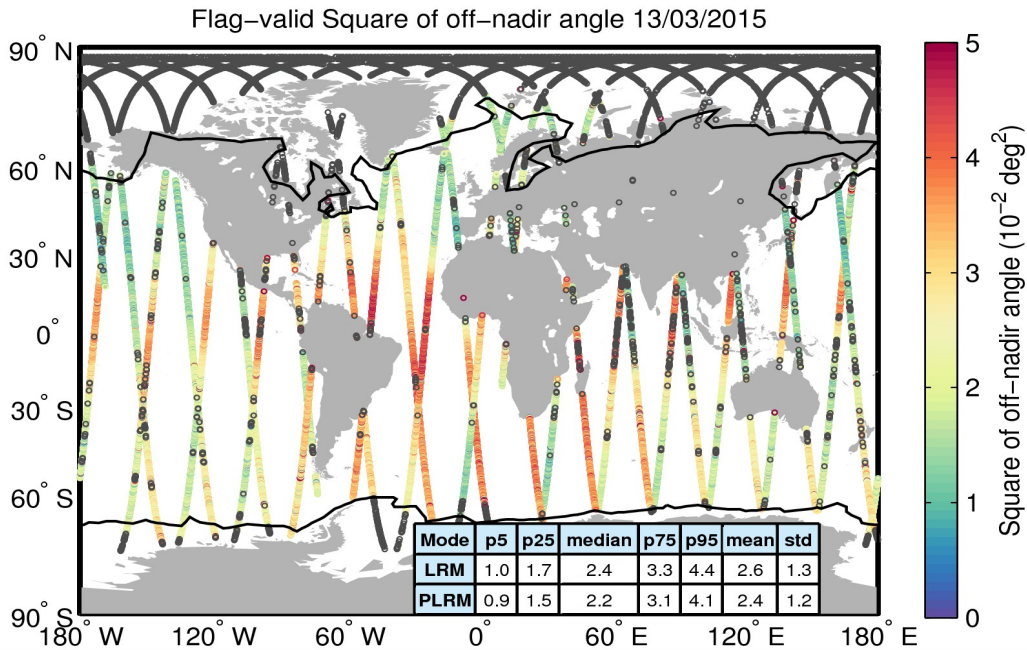 Flag−valid Square of off−nadir angle 13/03/2015
90° N
60° N
30° N
0°
30° S
60° S
90° S
180° W
120° W
60° W
0°
60° E
120° E
180° E
Mode p5 p25 median p75 p95 mean std
LRM 1.0 1.7 2.4 3.3 4.4 2.6 1.3
PLRM 0.9 1.5 2.2 3.1 4.1 2.4 1.2
5
4
3
2
1
0
Square of off−nadir angle (10⁻² deg²)